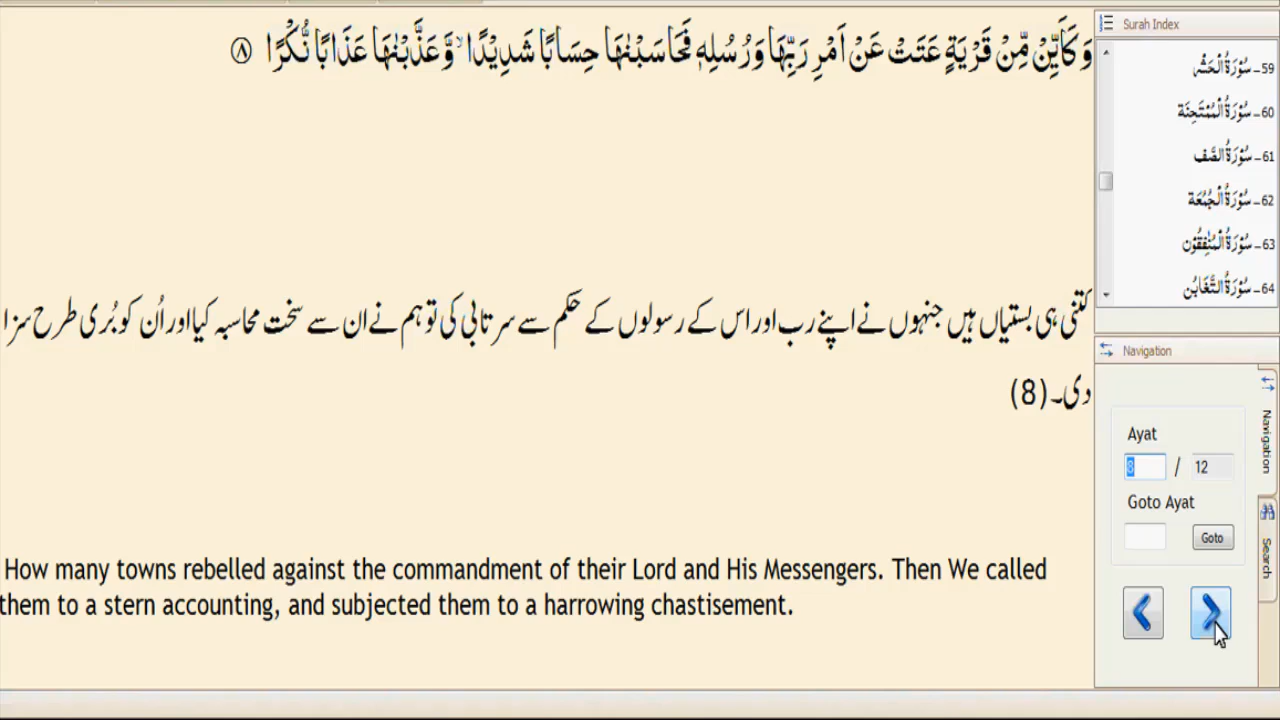 وَكَاَيِّنْ مِّنْ قَرْيَةٍ عَتَتْ عَنْ اَمْرِ رَبِّهَا وَرُسُلِهٖ فَحَاسَبْنٰهَا حِسَابًا شَدِيْدًا ۙ وَّعَذَّبْنٰهَا عَذَابًا نُّكْرًا ۝۸
کتنی ہی بستیاں ہیں جنہوں نے اپنے رب اور اس کے رسولوں کے حکم سے سرتابی کی تو ہم نے ان سے سخت محاسبہ کیا اور اُن کو بُری طرح سزا
دی۔ (8)
How many towns rebelled against the commandment of their Lord and His Messengers. Then We called
them to a stern accounting, and subjected them to a harrowing chastisement.
Surah Index
59- سُوْرَةُ الْحَشْر
60- سُوْرَةُ الْمُمْتَحِنَة
61- سُوْرَةُ الصَّف
62- سُوْرَةُ الْجُمُعَة
63- سُوْرَةُ الْمُنٰفِقُوْن
64- سُوْرَةُ التَّغَابُن
Navigation
Ayat
8 / 12
Goto Ayat
Goto
Navigation
Search